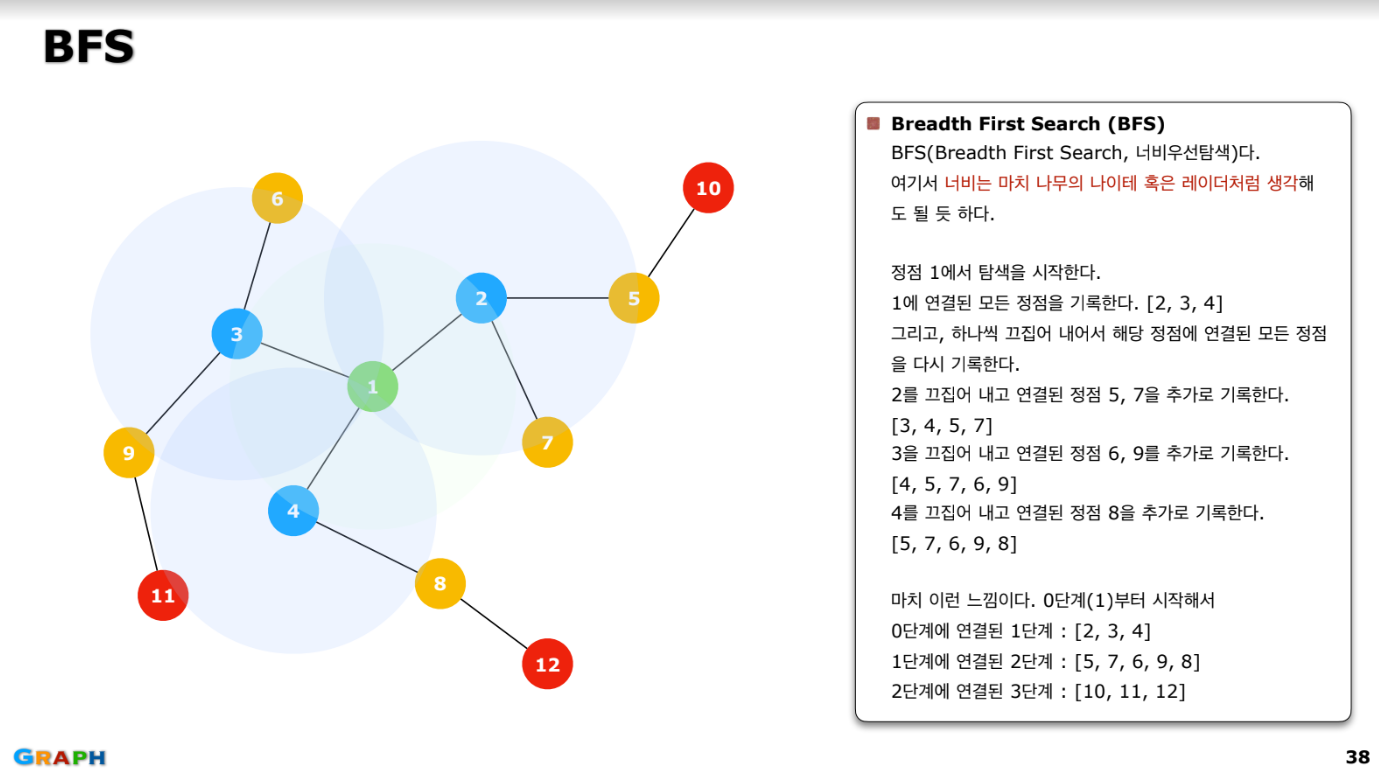 BFS
6
10
2
5
3
1
7
9
4
8
11
12
Breadth First Search (BFS)
BFS(Breadth First Search, 너비우선탐색)다.
여기서 너비는 마치 나무의 나이테 혹은 레이더처럼 생각해
도 될 듯 하다.
정점 1에서 탐색을 시작한다.
1에 연결된 모든 정점을 기록한다. [2, 3, 4]
그리고, 하나씩 끄집어 내어서 해당 정점에 연결된 모든 정점
을 다시 기록한다.
2를 끄집어 내고 연결된 정점 5, 7을 추가로 기록한다.
[3, 4, 5, 7]
3을 끄집어 내고 연결된 정점 6, 9를 추가로 기록한다.
[4, 5, 7, 6, 9]
4를 끄집어 내고 연결된 정점 8을 추가로 기록한다.
[5, 7, 6, 9, 8]
마치 이런 느낌이다. 0단계(1)부터 시작해서
0단계에 연결된 1단계 : [2, 3, 4]
1단계에 연결된 2단계 : [5, 7, 6, 9, 8]
2단계에 연결된 3단계 : [10, 11, 12]
GRAPH
38